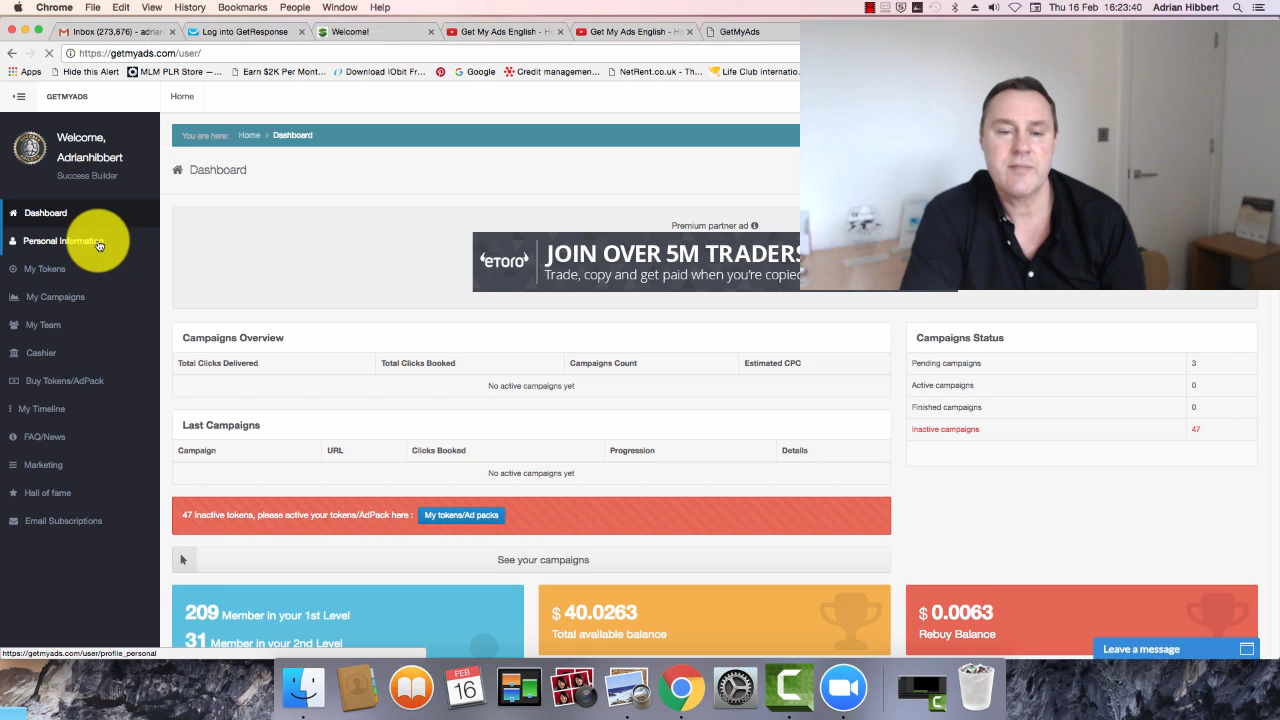 Chrome File Edit View History Bookmarks People Window Help Thu 16 Feb 16:23:40 Adrian Hibbert
Inbox (373,876) - adrian@ Log into GetResponse Welcome! Get My Ads English - How Get My Ads English - How GetMyAds
https://getmyads.com/user/
Apps MLM PLR Store — ( Earn $2K Per Mont... Download IObit Fr... Google Credit managemen... NetRent.co.uk - Th... Life Club internatio...
GETMYADS Home
Welcome,
Adrianhibbert
Success Builder
You are here: Home > Dashboard
Dashboard
Premium partner ad
etoro JOIN OVER 5M TRADERS
Trade, copy and get paid when you're copied
Dashboard
Personal Information
My Tokens
My Campaigns
My Team
Cashier
Buy Tokens/AdPack
My Timeline
FAQ/News
Marketing
Hall of fame
Email Subscriptions
Campaigns Overview
Total Clicks Delivered Total Clicks Booked Campaigns Count Estimated CPC
No active campaigns yet
Last Campaigns
Campaign URL Clicks Booked Progression Details
No active campaigns yet
Campaigns Status
Pending campaigns 3
Active campaigns 0
Finished campaigns 0
Inactive campaigns 47
47 inactive tokens, please active your tokens/AdPack here : My tokens/Ad packs
See your campaigns
209 Member in your 1st Level
31 Member in your 2nd Level
$ 40.0263
Total available balance
$ 0.0063
Rebuy Balance
Leave a message
https://getmyads.com/user/profile_personal
FEB
16